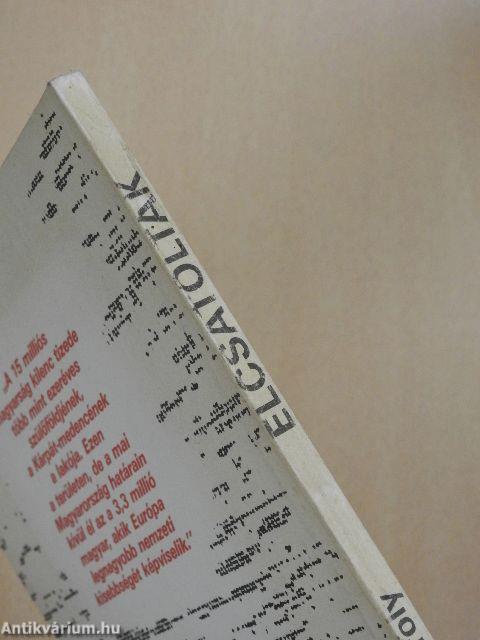 ELCSATOLTAK
„A 15 milliós
magyarság kilenc tizede
több mint ezeréves
szülőföldjének,
a Kárpát-medencének
a lakója. Ezen
a területen, de a mai
Magyarország határain
kívül él az a 3,3 millió
magyar, akik Európa
legnagyobb nemzeti
kisebbségét képviselik."
Antikvárium.hu